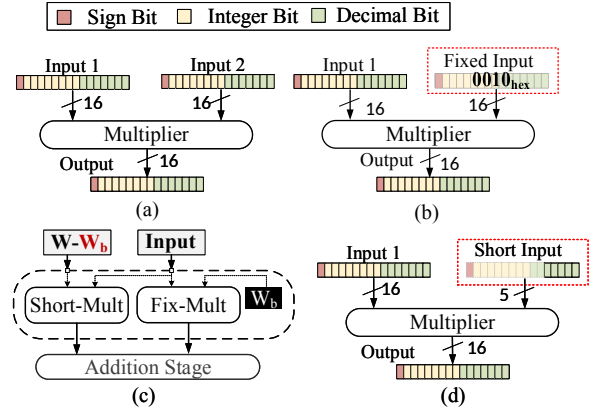 Sign Bit Integer Bit Decimal Bit
(a)
Input 1 Input 2
16 16
Multiplier
Output 16
(b)
Input 1 Fixed Input
0010hex
16 16
Multiplier
Output 16
W-Wb Input
Short-Mult Fix-Mult Wb
Addition Stage
(c)
Input 1 Short Input
16 5
Multiplier
Output 16
(d)